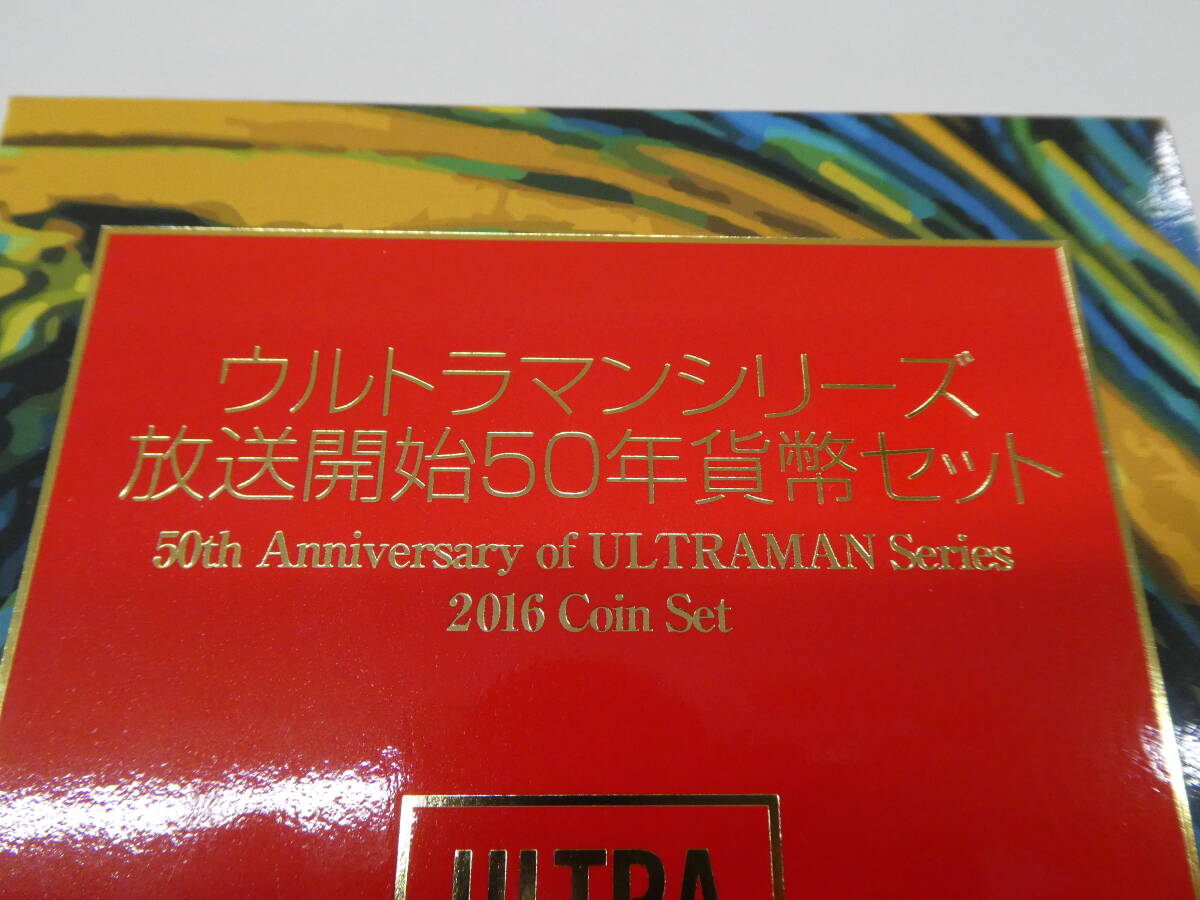 ウルトラマンシリーズ
放送開始50年貨幣セット
50th Anniversary of ULTRAMAN Series
2016 Coin Set
ULTRA